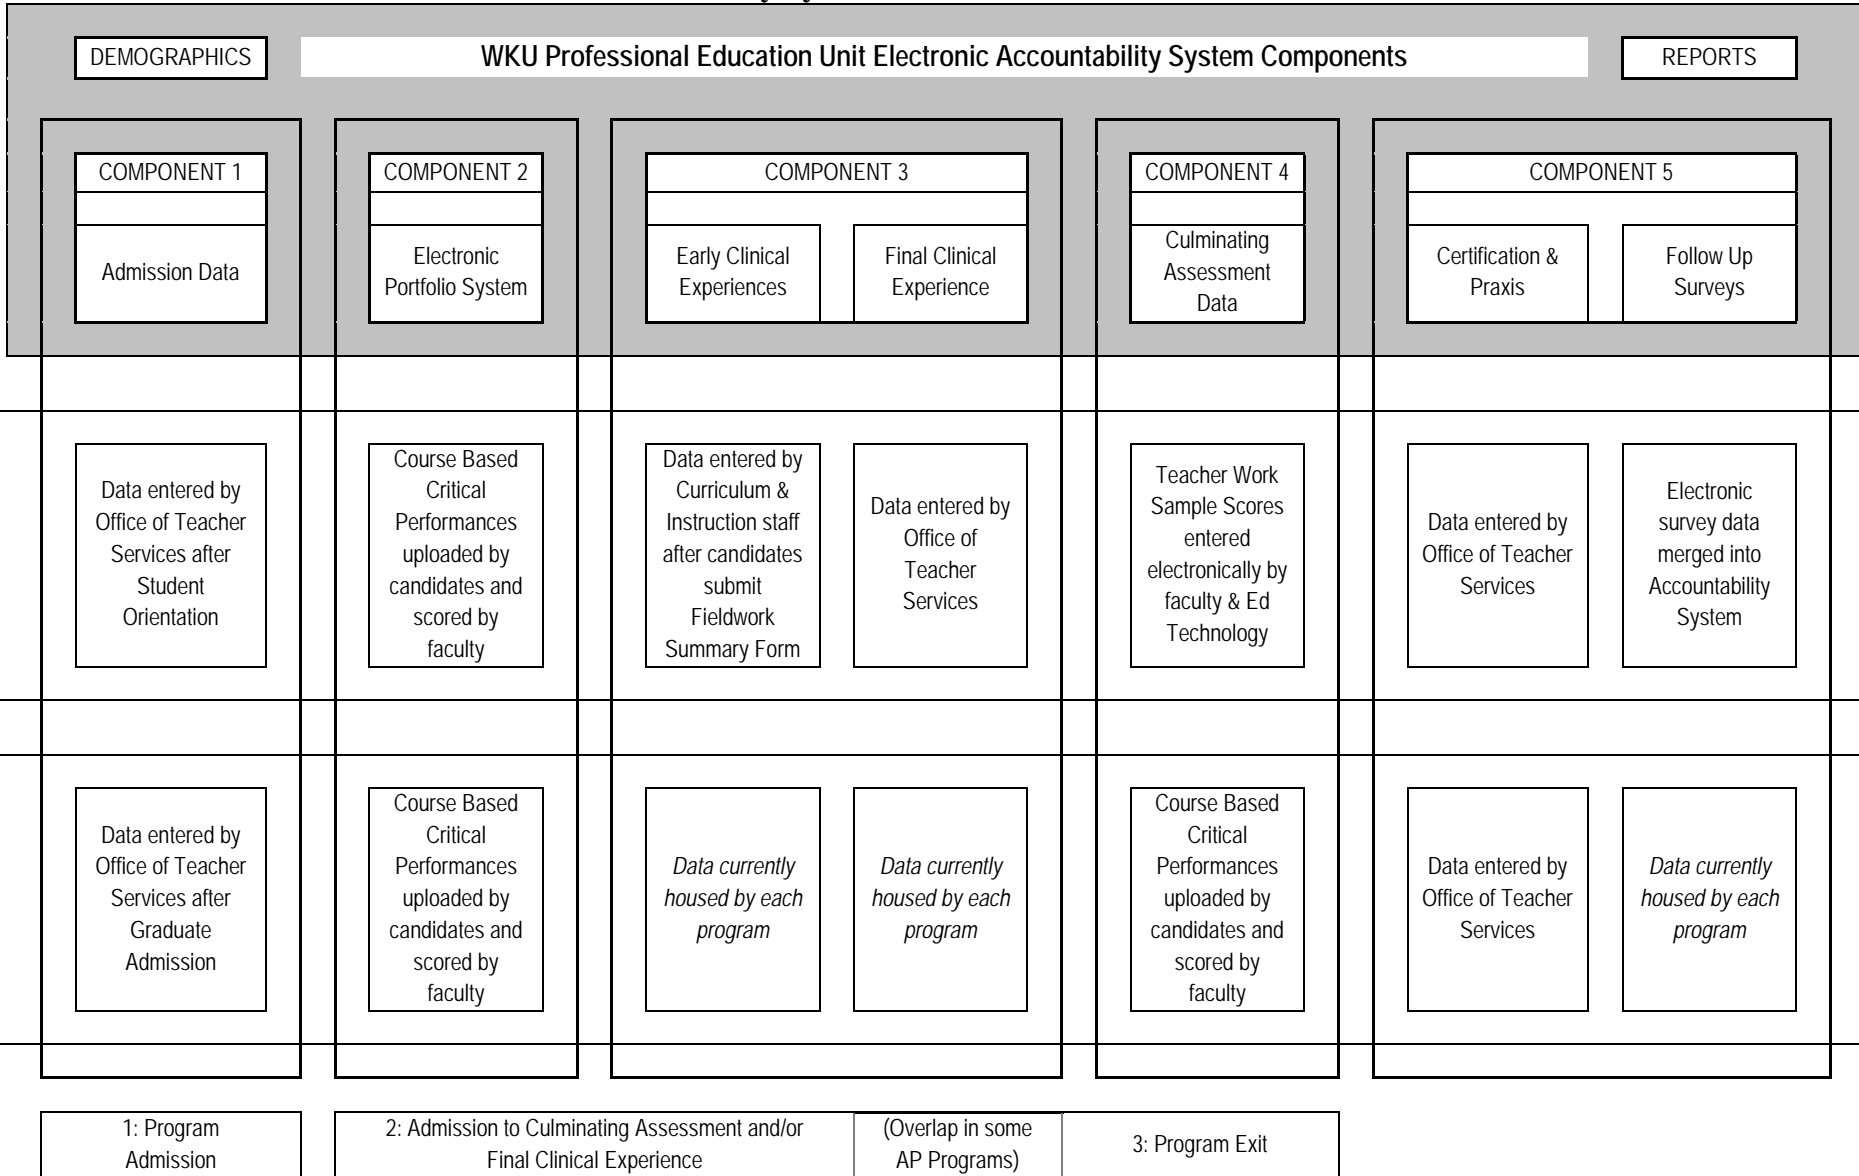 DEMOGRAPHICS
WKU Professional Education Unit Electronic Accountability System Components
REPORTS
COMPONENT 1
COMPONENT 2
COMPONENT 3
COMPONENT 4
COMPONENT 5
Admission Data
Electronic
Portfolio System
Early Clinical
Experiences
Final Clinical
Experience
Culminating
Assessment
Data
Certification &
Praxis
Follow Up
Surveys
Data entered by
Office of Teacher
Services after
Student
Orientation
Course Based
Critical
Performances
uploaded by
candidates and
scored by
faculty
Data entered by
Curriculum &
Instruction staff
after candidates
submit
Fieldwork
Summary Form
Data entered by
Office of
Teacher
Services
Teacher Work
Sample Scores
entered
electronically by
faculty & Ed
Technology
Data entered by
Office of Teacher
Services
Electronic
survey data
merged into
Accountability
System
Data entered by
Office of Teacher
Services after
Graduate
Admission
Course Based
Critical
Performances
uploaded by
candidates and
scored by
faculty
Data currently
housed by each
program
Data currently
housed by each
program
Course Based
Critical
Performances
uploaded by
candidates and
scored by
faculty
Data entered by
Office of Teacher
Services
Data currently
housed by each
program
1: Program
Admission
2: Admission to Culminating Assessment and/or
Final Clinical Experience
(Overlap in some
AP Programs)
3: Program Exit